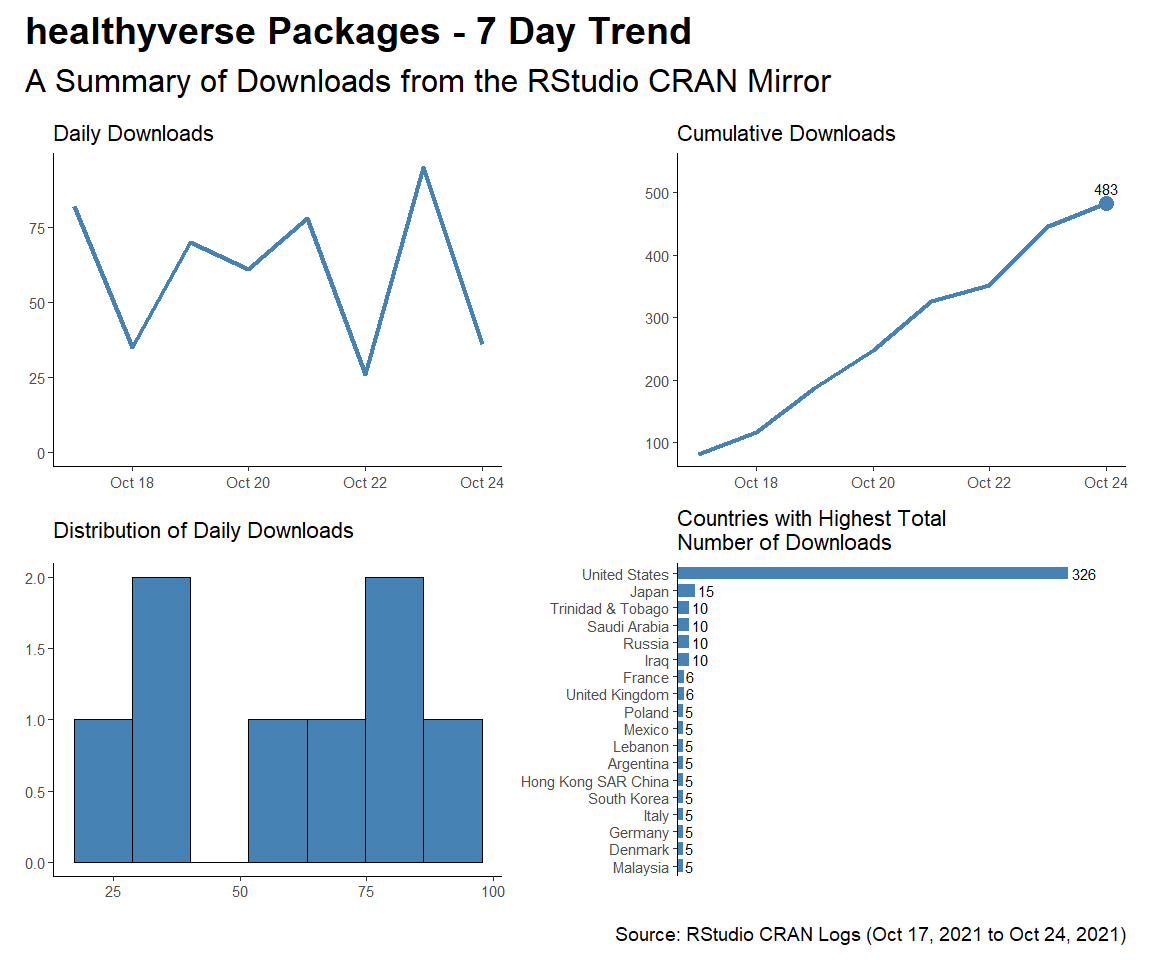 healthyverse Packages - 7 Day Trend
A Summary of Downloads from the RStudio CRAN Mirror
Daily Downloads
75
50
25
0
Oct 18 Oct 20 Oct 22 Oct 24
Cumulative Downloads
500
400
300
200
100
483
Oct 18 Oct 20 Oct 22 Oct 24
Distribution of Daily Downloads
2.0
1.5
1.0
0.5
0.0
25 50 75 100
Countries with Highest Total
Number of Downloads
United States 326
Japan 15
Trinidad & Tobago 10
Saudi Arabia 10
Russia 10
Iraq 10
France 6
United Kingdom 6
Poland 5
Mexico 5
Lebanon 5
Argentina 5
Hong Kong SAR China 5
South Korea 5
Italy 5
Germany 5
Denmark 5
Malaysia 5
Source: RStudio CRAN Logs (Oct 17, 2021 to Oct 24, 2021)